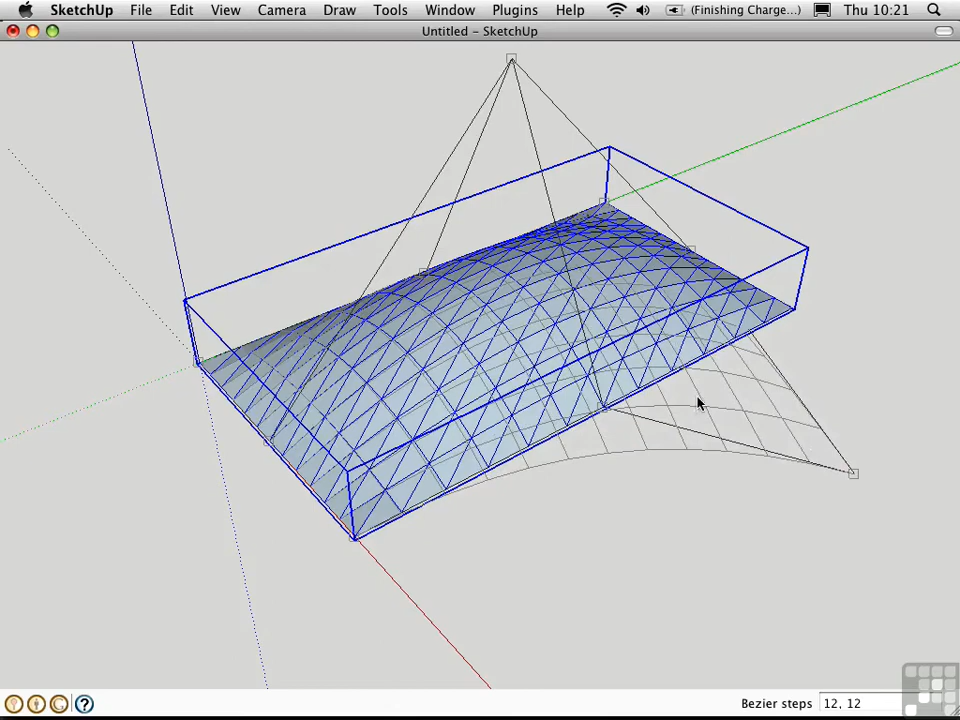 SketchUp File Edit View Camera Draw Tools Window Plugins Help (Finishing Charge...) Thu 10:21
Untitled – SketchUp
Bezier steps 12, 12